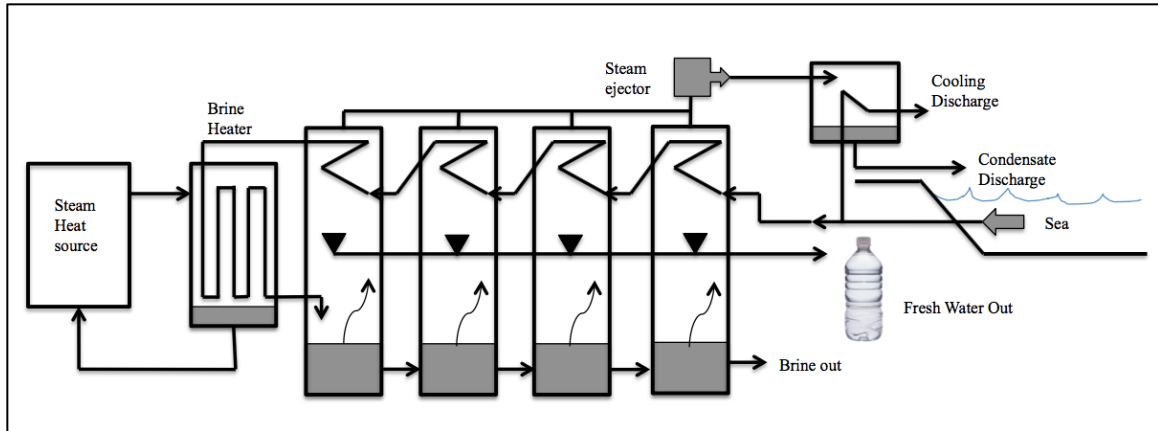 Steam
ejector
Cooling
Discharge
Brine
Heater
Condensate
Discharge
Steam
Heat
source
Sea
Fresh Water Out
Brine out